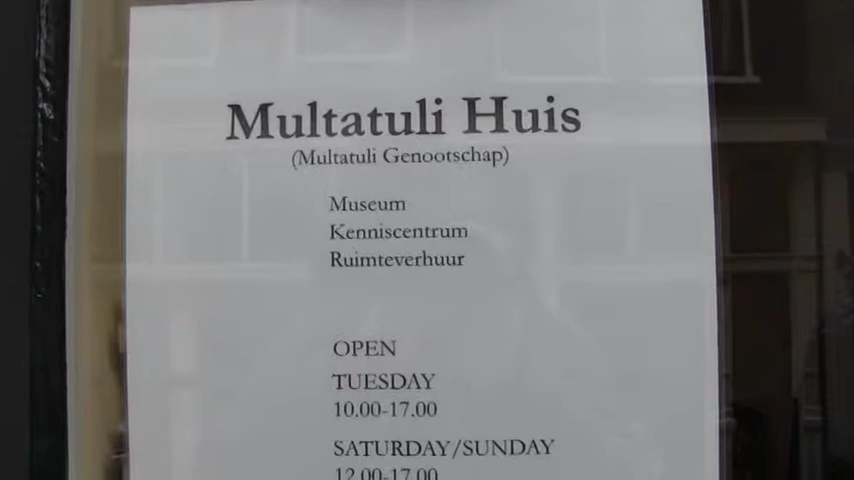 Multatuli Huis
(Multatuli Genootschap)
Museum
Kenniscentrum
Ruimteverhuur
OPEN
TUESDAY
10.00-17.00
SATURDAY/SUNDAY
12.00-17.00